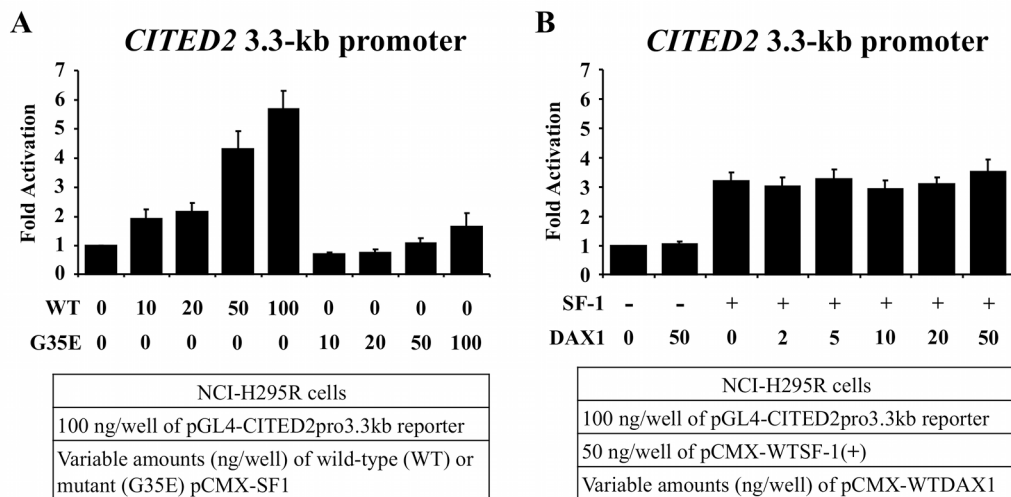 A
CITED2 3.3-kb promoter
Fold Activation
7
6
5
4
3
2
1
0
WT 0 10 20 50 100 0 0 0 0
G35E 0 0 0 0 0 10 20 50 100
NCI-H295R cells
100 ng/well of pGL4-CITED2pro3.3kb reporter
Variable amounts (ng/well) of wild-type (WT) or
mutant (G35E) pCMX-SF1
B
CITED2 3.3-kb promoter
Fold Activation
7
6
5
4
3
2
1
0
SF-1 - - + + + + + +
DAX1 0 50 0 2 5 10 20 50
NCI-H295R cells
100 ng/well of pGL4-CITED2pro3.3kb reporter
50 ng/well of pCMX-WTSF-1(+)
Variable amounts (ng/well) of pCMX-WTDAX1